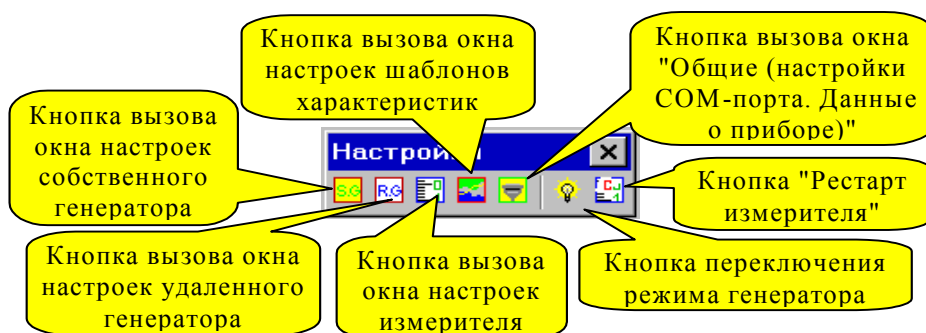 Кнопка вызова окна
настроек шаблонов
характеристик
Кнопка вызова окна
"Общие (настройки
COM-порта. Данные
о приборе)"
Кнопка вызова
окна настроек
собственного
генератора
Настройки
S.G
R.G
Кнопка "Рестарт
измерителя"
Кнопка вызова окна
настроек удаленного
генератора
Кнопка вызова
окна настроек
измерителя
Кнопка переключения
режима генератора